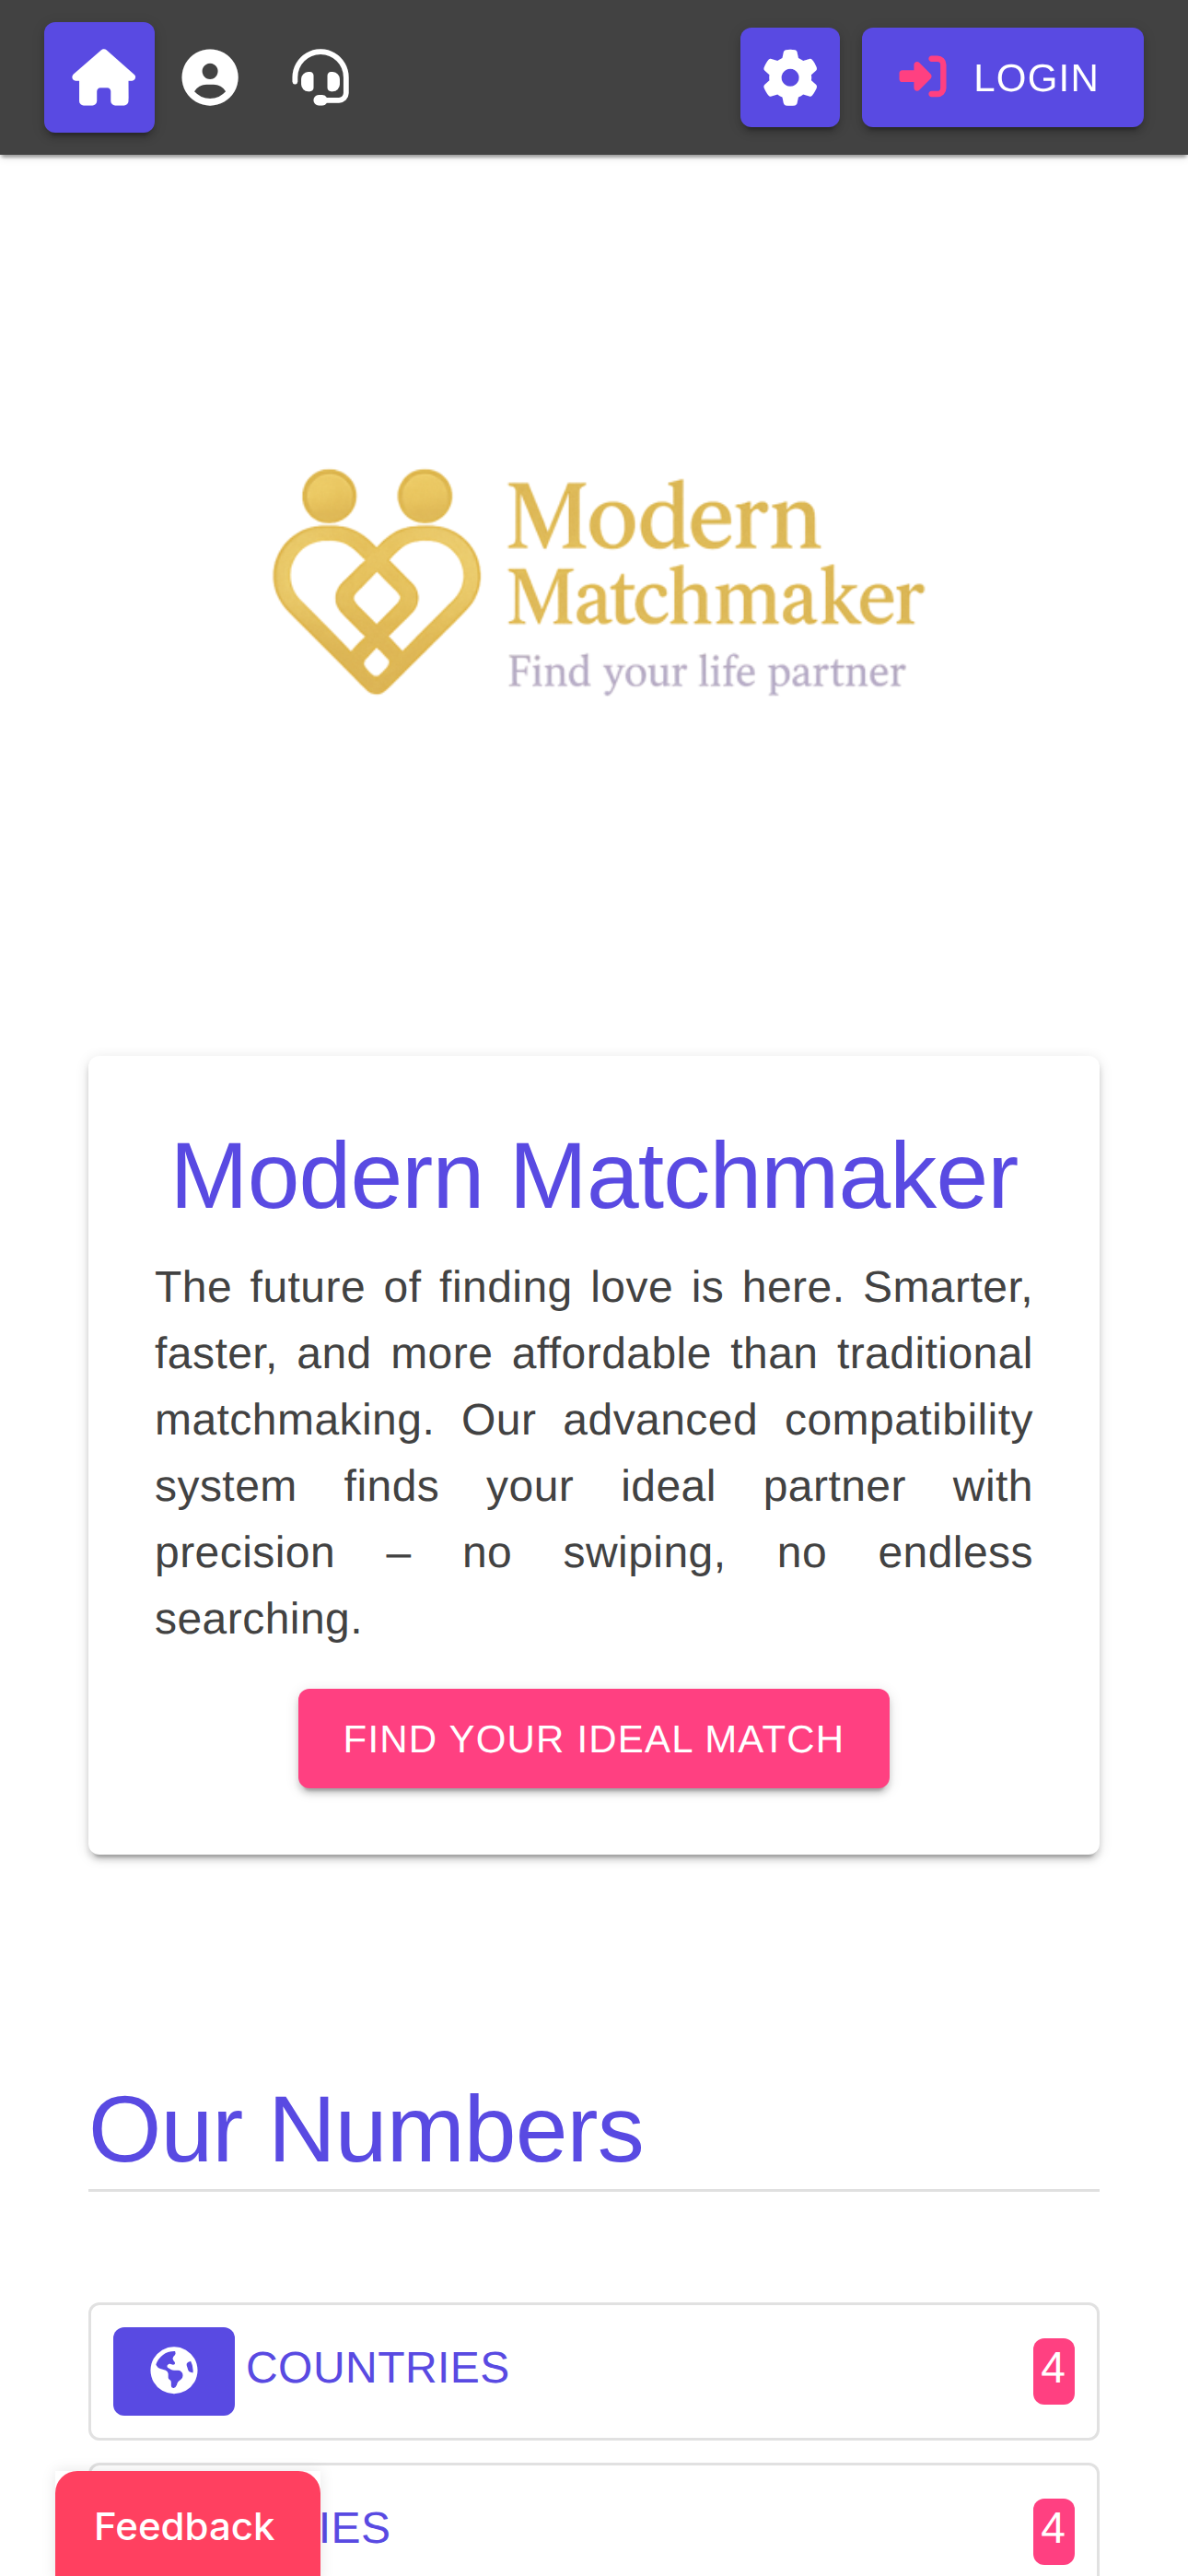 LOGIN
Modern
Matchmaker
Find your life partner
Modern Matchmaker
The future of finding love is here. Smarter,
faster, and more affordable than traditional
matchmaking. Our advanced compatibility
system finds your ideal partner with
precision – no swiping, no endless
searching.
FIND YOUR IDEAL MATCH
Our Numbers
COUNTRIES 4
4
Feedback